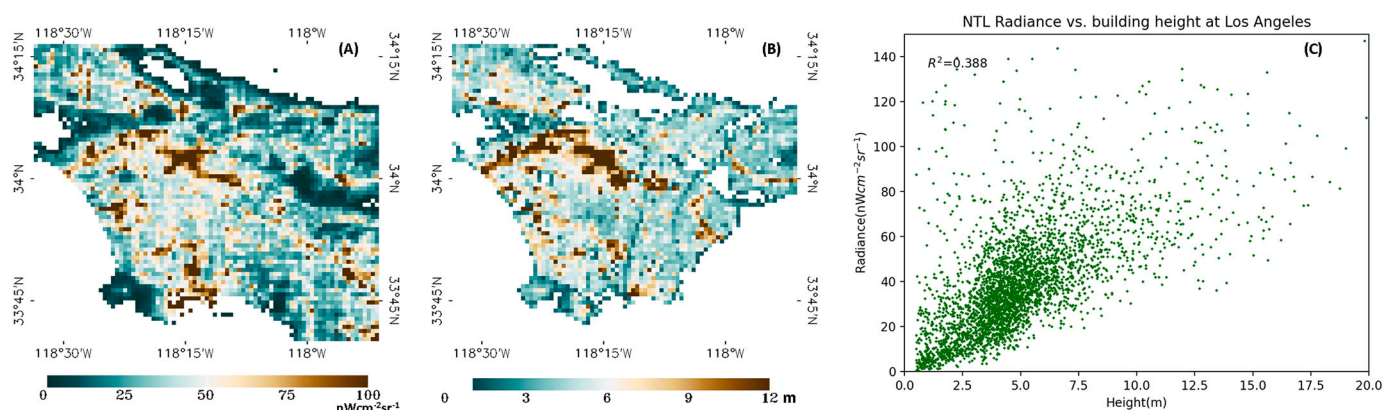 118°30'W 118°15'W 118°W
(A)
34°15'N 34°15'N
34°N 34°N
33°45'N 33°45'N
118°30'W 118°15'W 118°W
0 25 50 75 100
nWcm⁻²sr⁻¹
118°30'W 118°15'W 118°W
(B)
34°15'N 34°15'N
34°N 34°N
33°45'N 33°45'N
118°30'W 118°15'W 118°W
0 3 6 9 12 m
NTL Radiance vs. building height at Los Angeles
(C)
R²=0.388
Radiance(nWcm⁻²sr⁻¹)
140
120
100
80
60
40
20
0
0.0 2.5 5.0 7.5 10.0 12.5 15.0 17.5 20.0
Height(m)